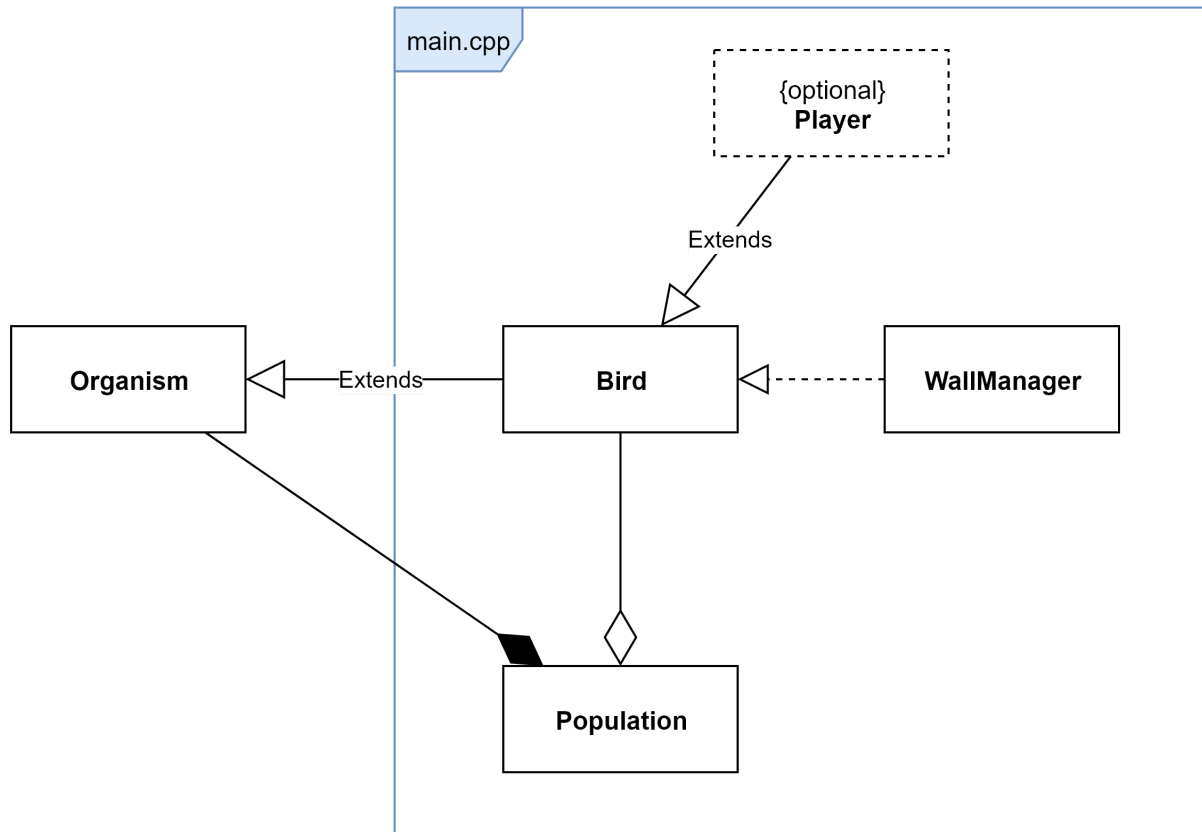 main.cpp
{optional}
Player
Extends
Organism
Extends
Bird
WallManager
Population